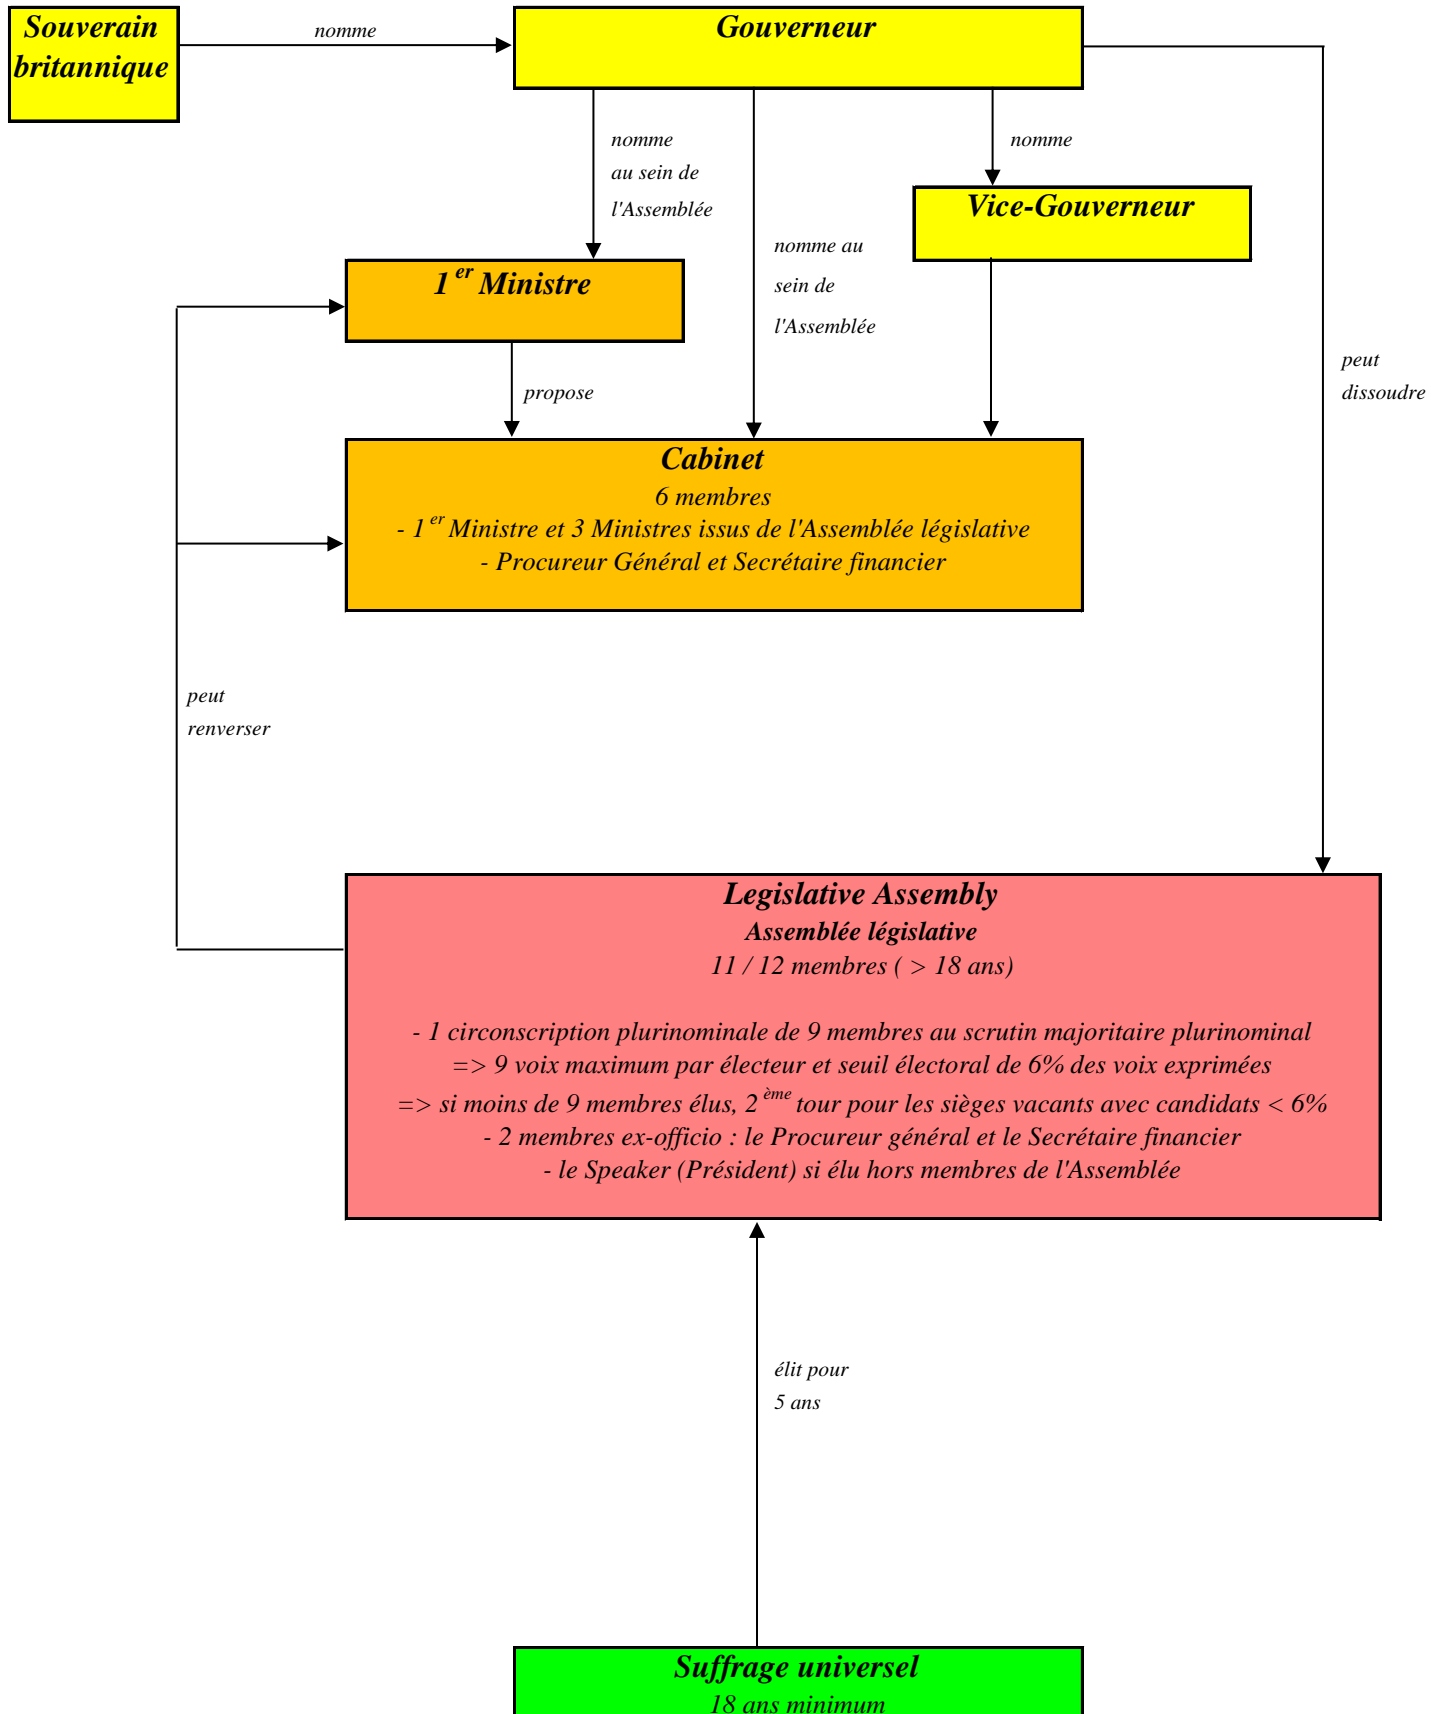 Souverain
britannique
nomme
Gouverneur
nomme
au sein de
l'Assemblée
nomme
Vice-Gouverneur
nomme au
sein de
l'Assemblée
1er Ministre
peut
dissoudre
propose
Cabinet
6 membres
- 1er Ministre et 3 Ministres issus de l'Assemblée législative
- Procureur Général et Secrétaire financier
peut
renverser
Legislative Assembly
Assemblée législative
11 / 12 membres ( > 18 ans)
- 1 circonscription plurinominale de 9 membres au scrutin majoritaire plurinominal
=> 9 voix maximum par électeur et seuil électoral de 6% des voix exprimées
=> si moins de 9 membres élus, 2ème tour pour les sièges vacants avec candidats < 6%
- 2 membres ex-officio : le Procureur général et le Secrétaire financier
- le Speaker (Président) si élu hors membres de l'Assemblée
élit pour
5 ans
Suffrage universel
18 ans minimum